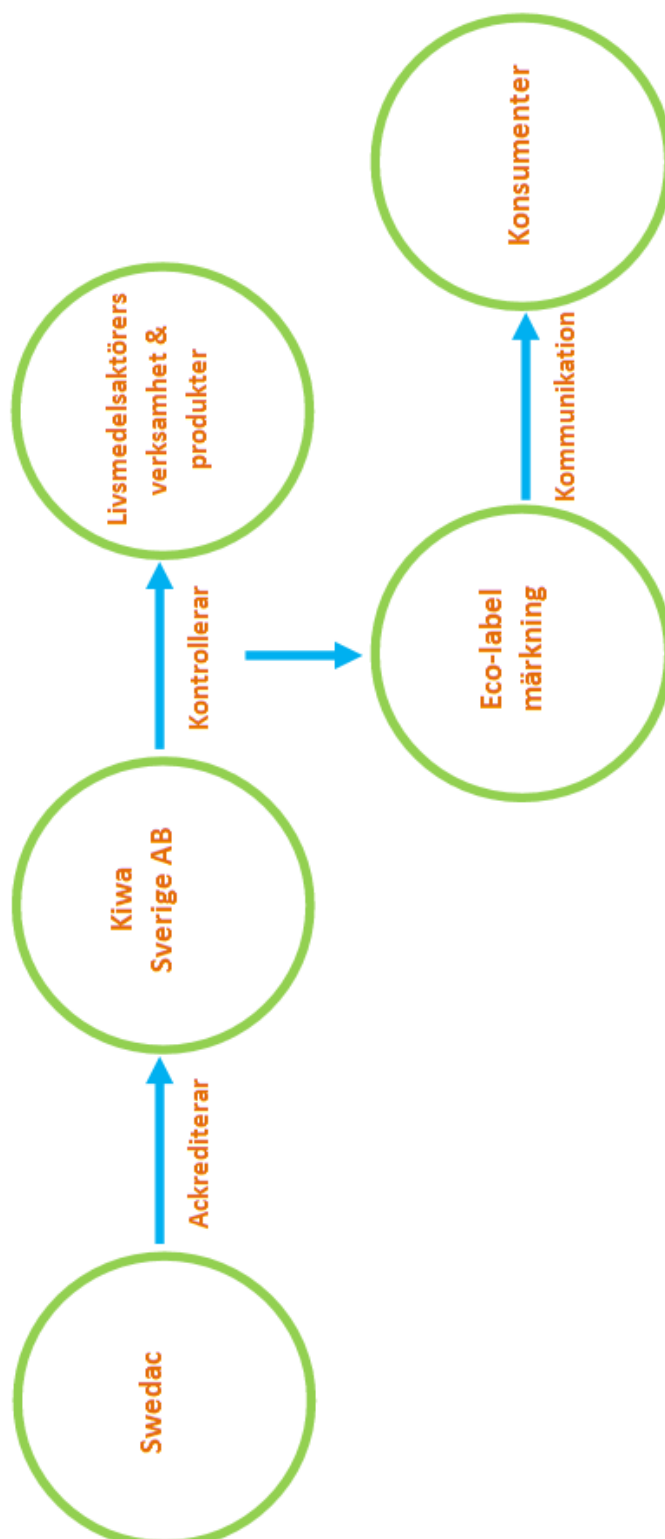 Swedac
Ackrediterar
Kiwa
Sverige AB
Kontrollerar
Livsmedelsaktörers
verksamhet &
produkter
Eco-label
märkning
Kommunikation
Konsumenter